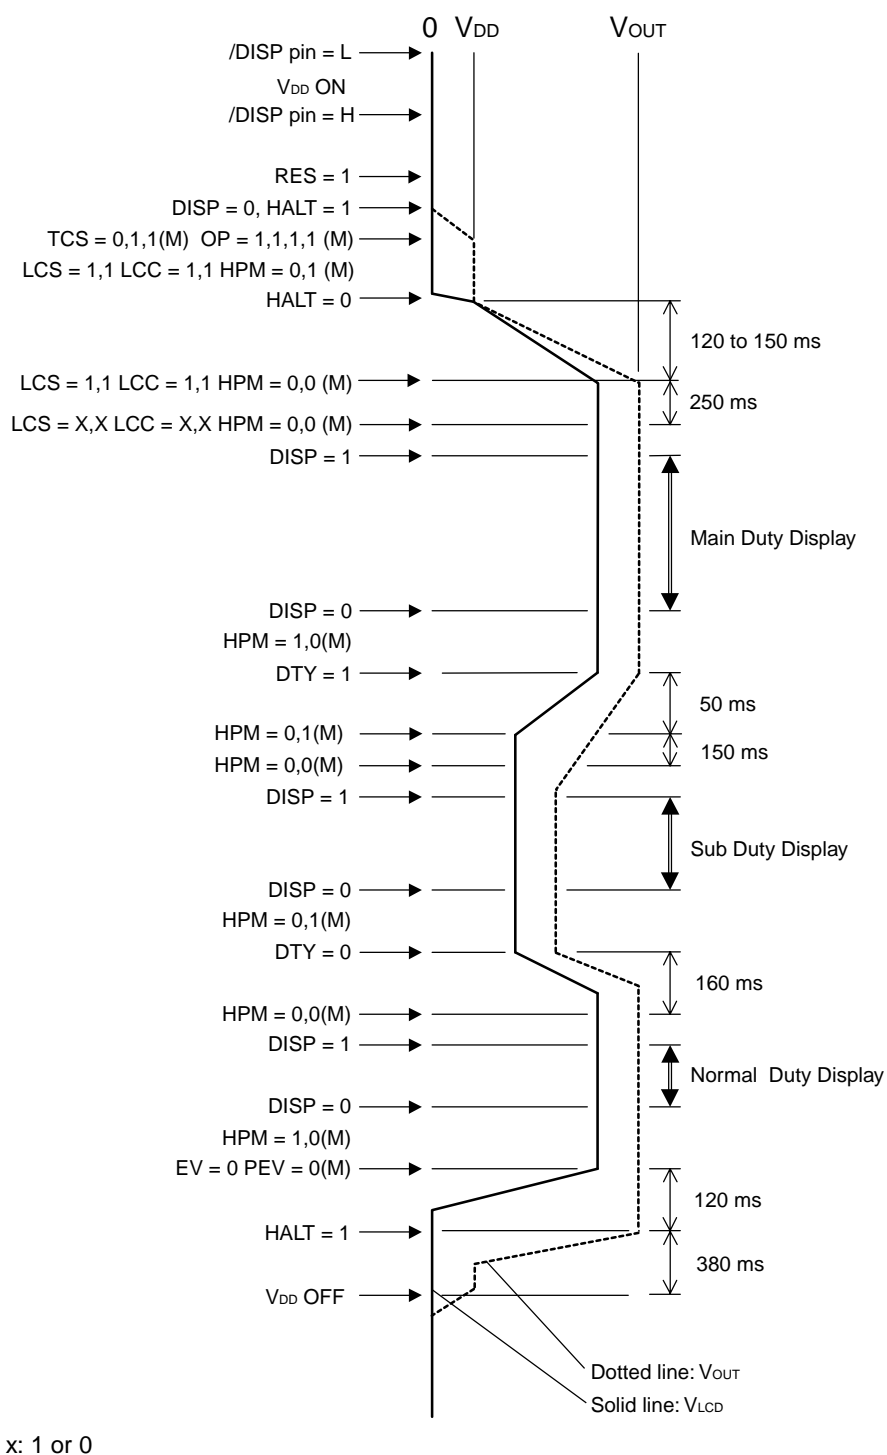 0 VDD VOUT
/DISP pin = L
VDD ON
/DISP pin = H
RES = 1
DISP = 0, HALT = 1
TCS = 0,1,1(M) OP = 1,1,1,1 (M)
LCS = 1,1 LCC = 1,1 HPM = 0,1 (M)
HALT = 0
120 to 150 ms
LCS = 1,1 LCC = 1,1 HPM = 0,0 (M)
250 ms
LCS = X,X LCC = X,X HPM = 0,0 (M)
DISP = 1
Main Duty Display
DISP = 0
HPM = 1,0(M)
DTY = 1
50 ms
HPM = 0,1(M)
150 ms
HPM = 0,0(M)
DISP = 1
Sub Duty Display
DISP = 0
HPM = 0,1(M)
DTY = 0
160 ms
HPM = 0,0(M)
DISP = 1
Normal Duty Display
DISP = 0
HPM = 1,0(M)
EV = 0 PEV = 0(M)
120 ms
HALT = 1
380 ms
VDD OFF
Dotted line: VOUT
Solid line: VLCD
x: 1 or 0